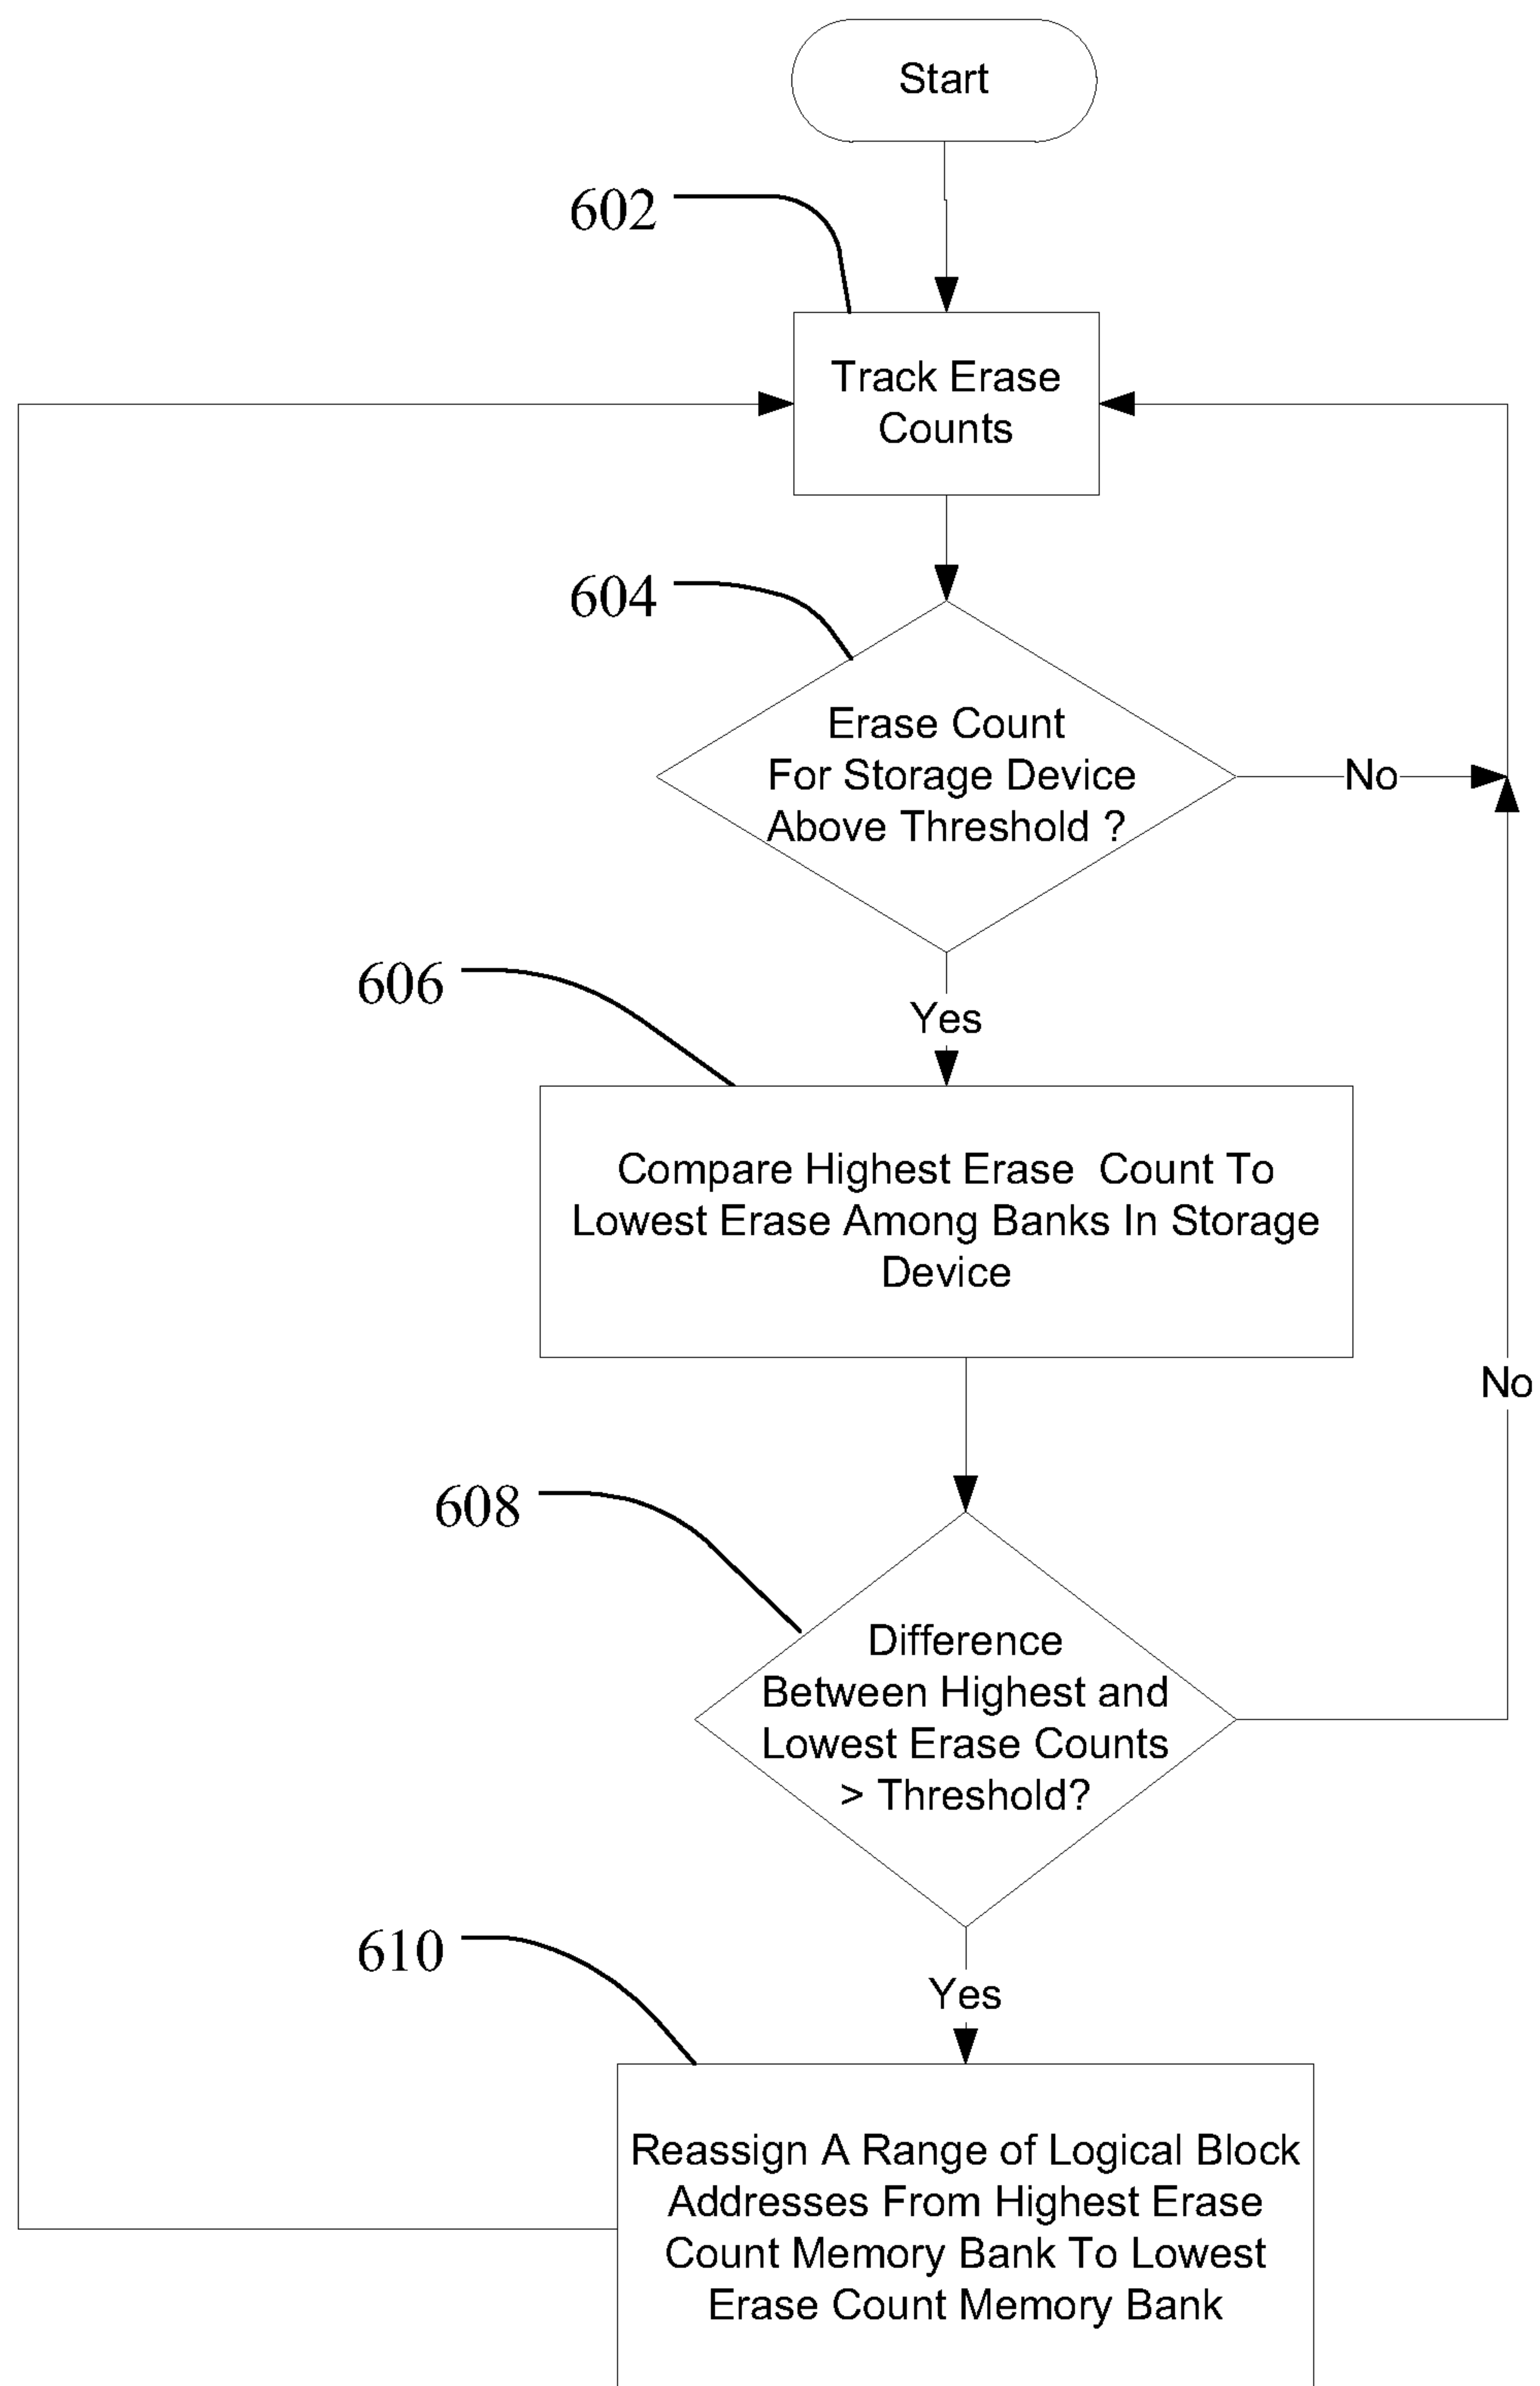 Start
602
Track Erase
Counts
604
Erase Count
For Storage Device
Above Threshold ?
No
606
Yes
Compare Highest Erase  Count To
Lowest Erase Among Banks In Storage
Device
No
608
Difference
Between Highest and
Lowest Erase Counts
> Threshold?
610
Yes
Reassign A Range of Logical Block
Addresses From Highest Erase
Count Memory Bank To Lowest
Erase Count Memory Bank